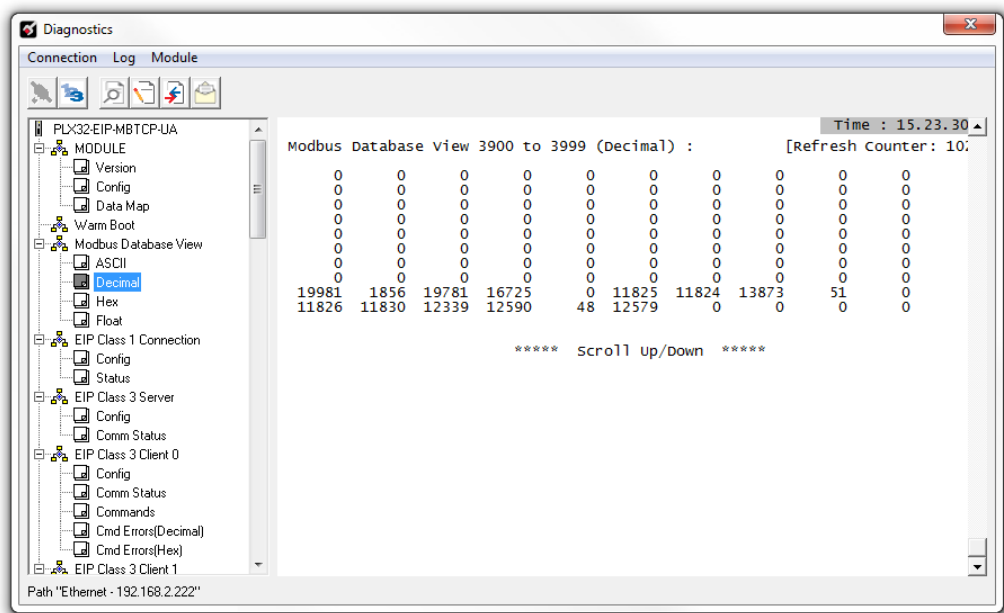 Diagnostics
Connection Log Module
PLX32-EIP-MBTCP-UA
MODULE
Version
Config
Data Map
Warm Boot
Modbus Database View
ASCII
Decimal
Hex
Float
EIP Class 1 Connection
Config
Status
EIP Class 3 Server
Config
Comm Status
EIP Class 3 Client 0
Config
Comm Status
Commands
Cmd Errors(Decimal)
Cmd Errors(Hex)
EIP Class 3 Client 1
Time : 15.23.30
Modbus Database View 3900 to 3999 (Decimal) : [Refresh Counter: 102
0 0 0 0 0 0 0 0 0 0
0 0 0 0 0 0 0 0 0 0
0 0 0 0 0 0 0 0 0 0
0 0 0 0 0 0 0 0 0 0
0 0 0 0 0 0 0 0 0 0
0 0 0 0 0 0 0 0 0 0
0 0 0 0 0 0 0 0 0 0
0 0 0 0 0 0 0 0 0 0
19981 1856 19781 16725 0 11825 11824 13873 51 0
11826 11830 12339 12590 48 12579 0 0 0 0
***** Scroll Up/Down *****
Path "Ethernet - 192.168.2.222"